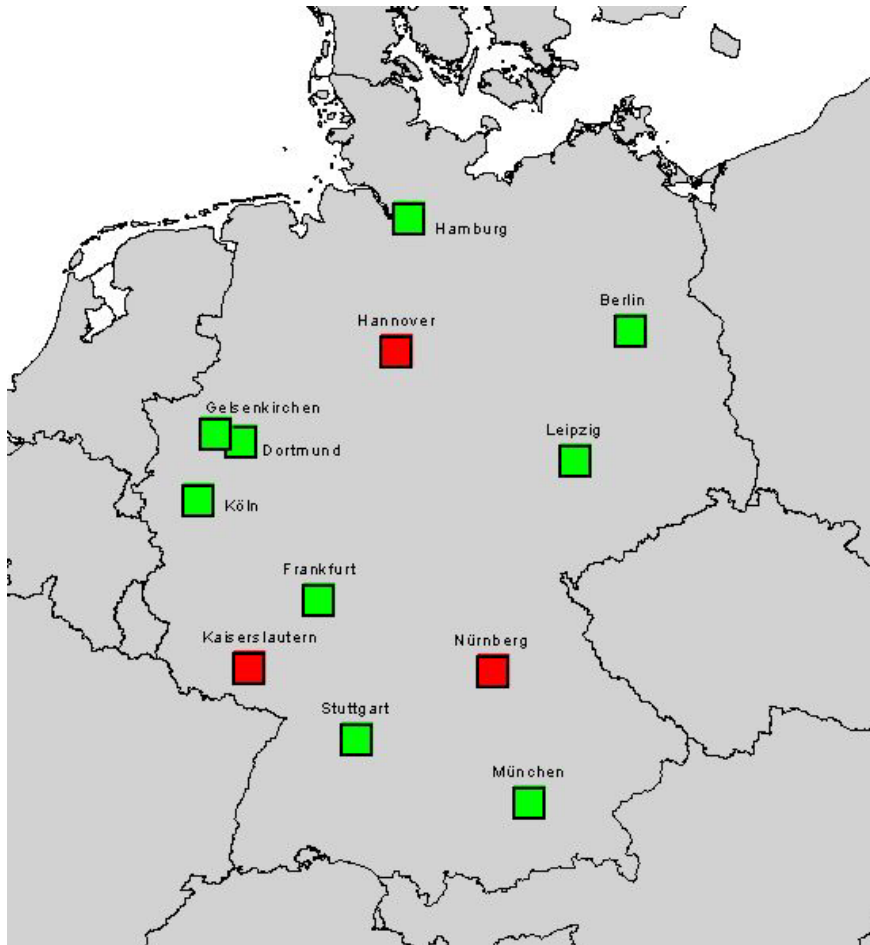 Hamburg
Berlin
Hannover
Gelsenkirchen
Leipzig
Dortmund
Köln
Frankfurt
Kaiserslautern
Nürnberg
Stuttgart
München